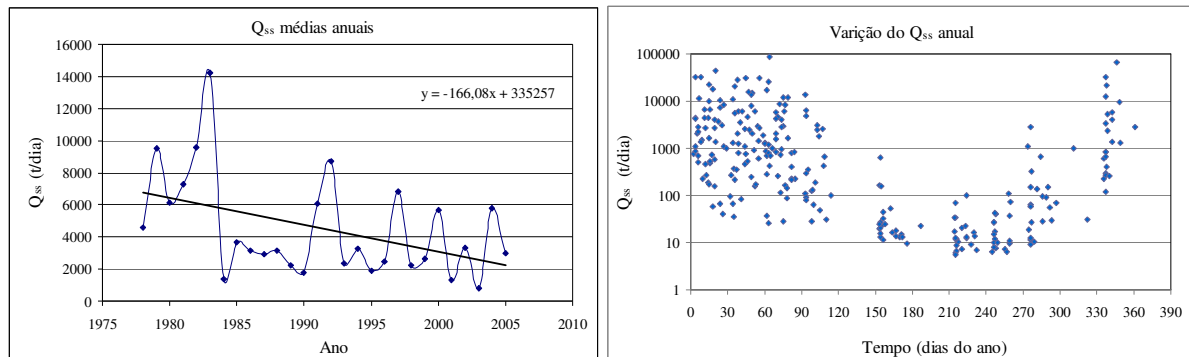 Qss médias anuais
Qss (t/dia)
16000
14000
12000
10000
8000
6000
4000
2000
0
y = -166,08x + 335257
1975 1980 1985 1990 1995 2000 2005 2010
Ano
Varição do Qss anual
Qss (t/dia)
100000
10000
1000
100
10
1
0 30 60 90 120 150 180 210 240 270 300 330 360 390
Tempo (dias do ano)